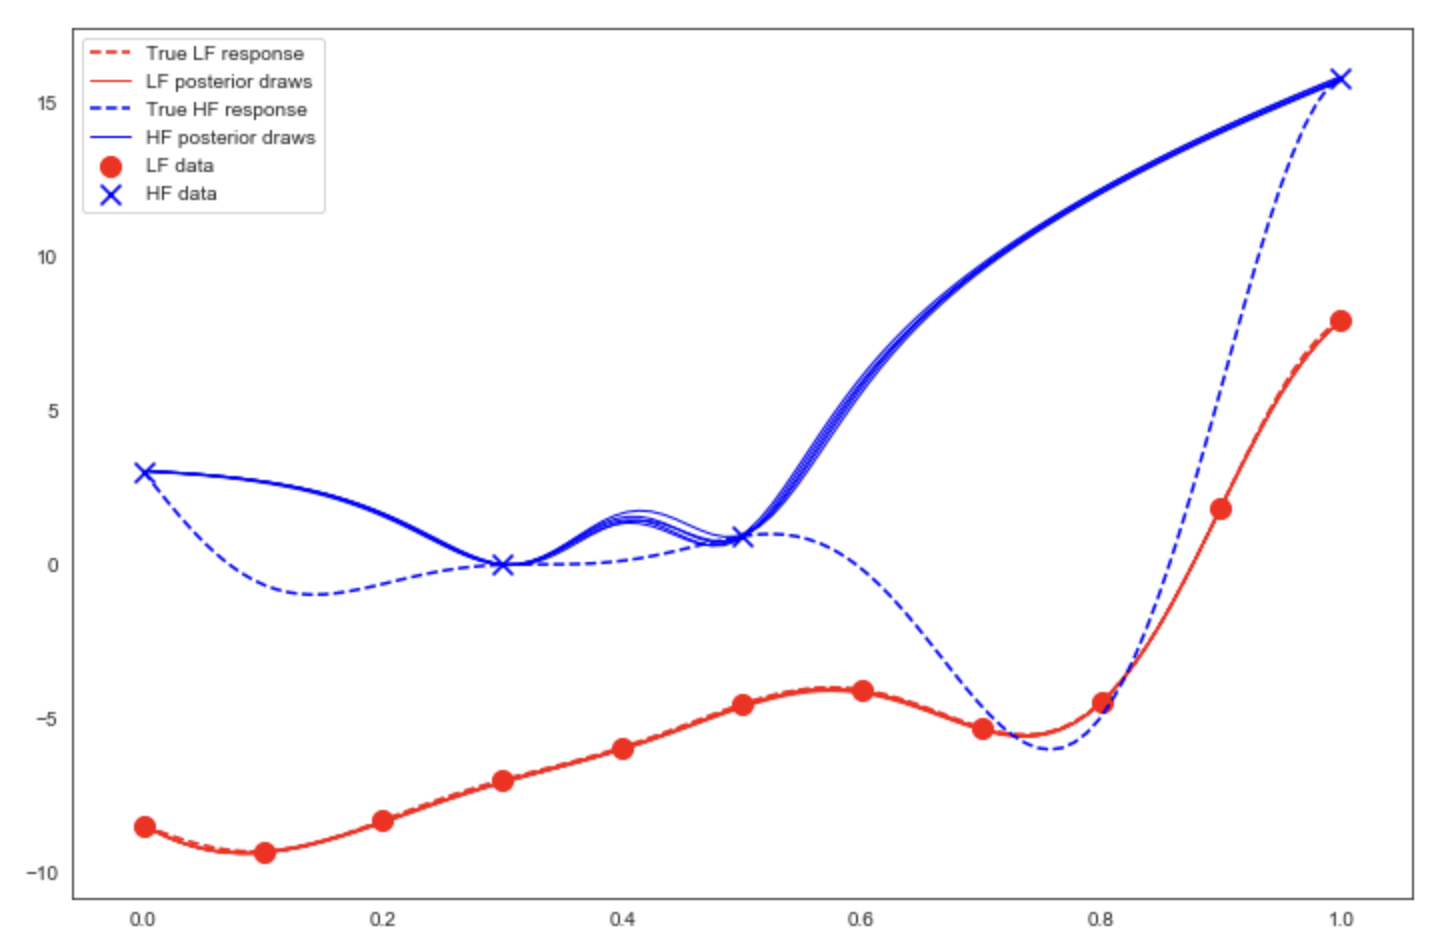 True LF response
LF posterior draws
True HF response
HF posterior draws
LF data
HF data
15
10
5
0
−5
−10
0.0 0.2 0.4 0.6 0.8 1.0